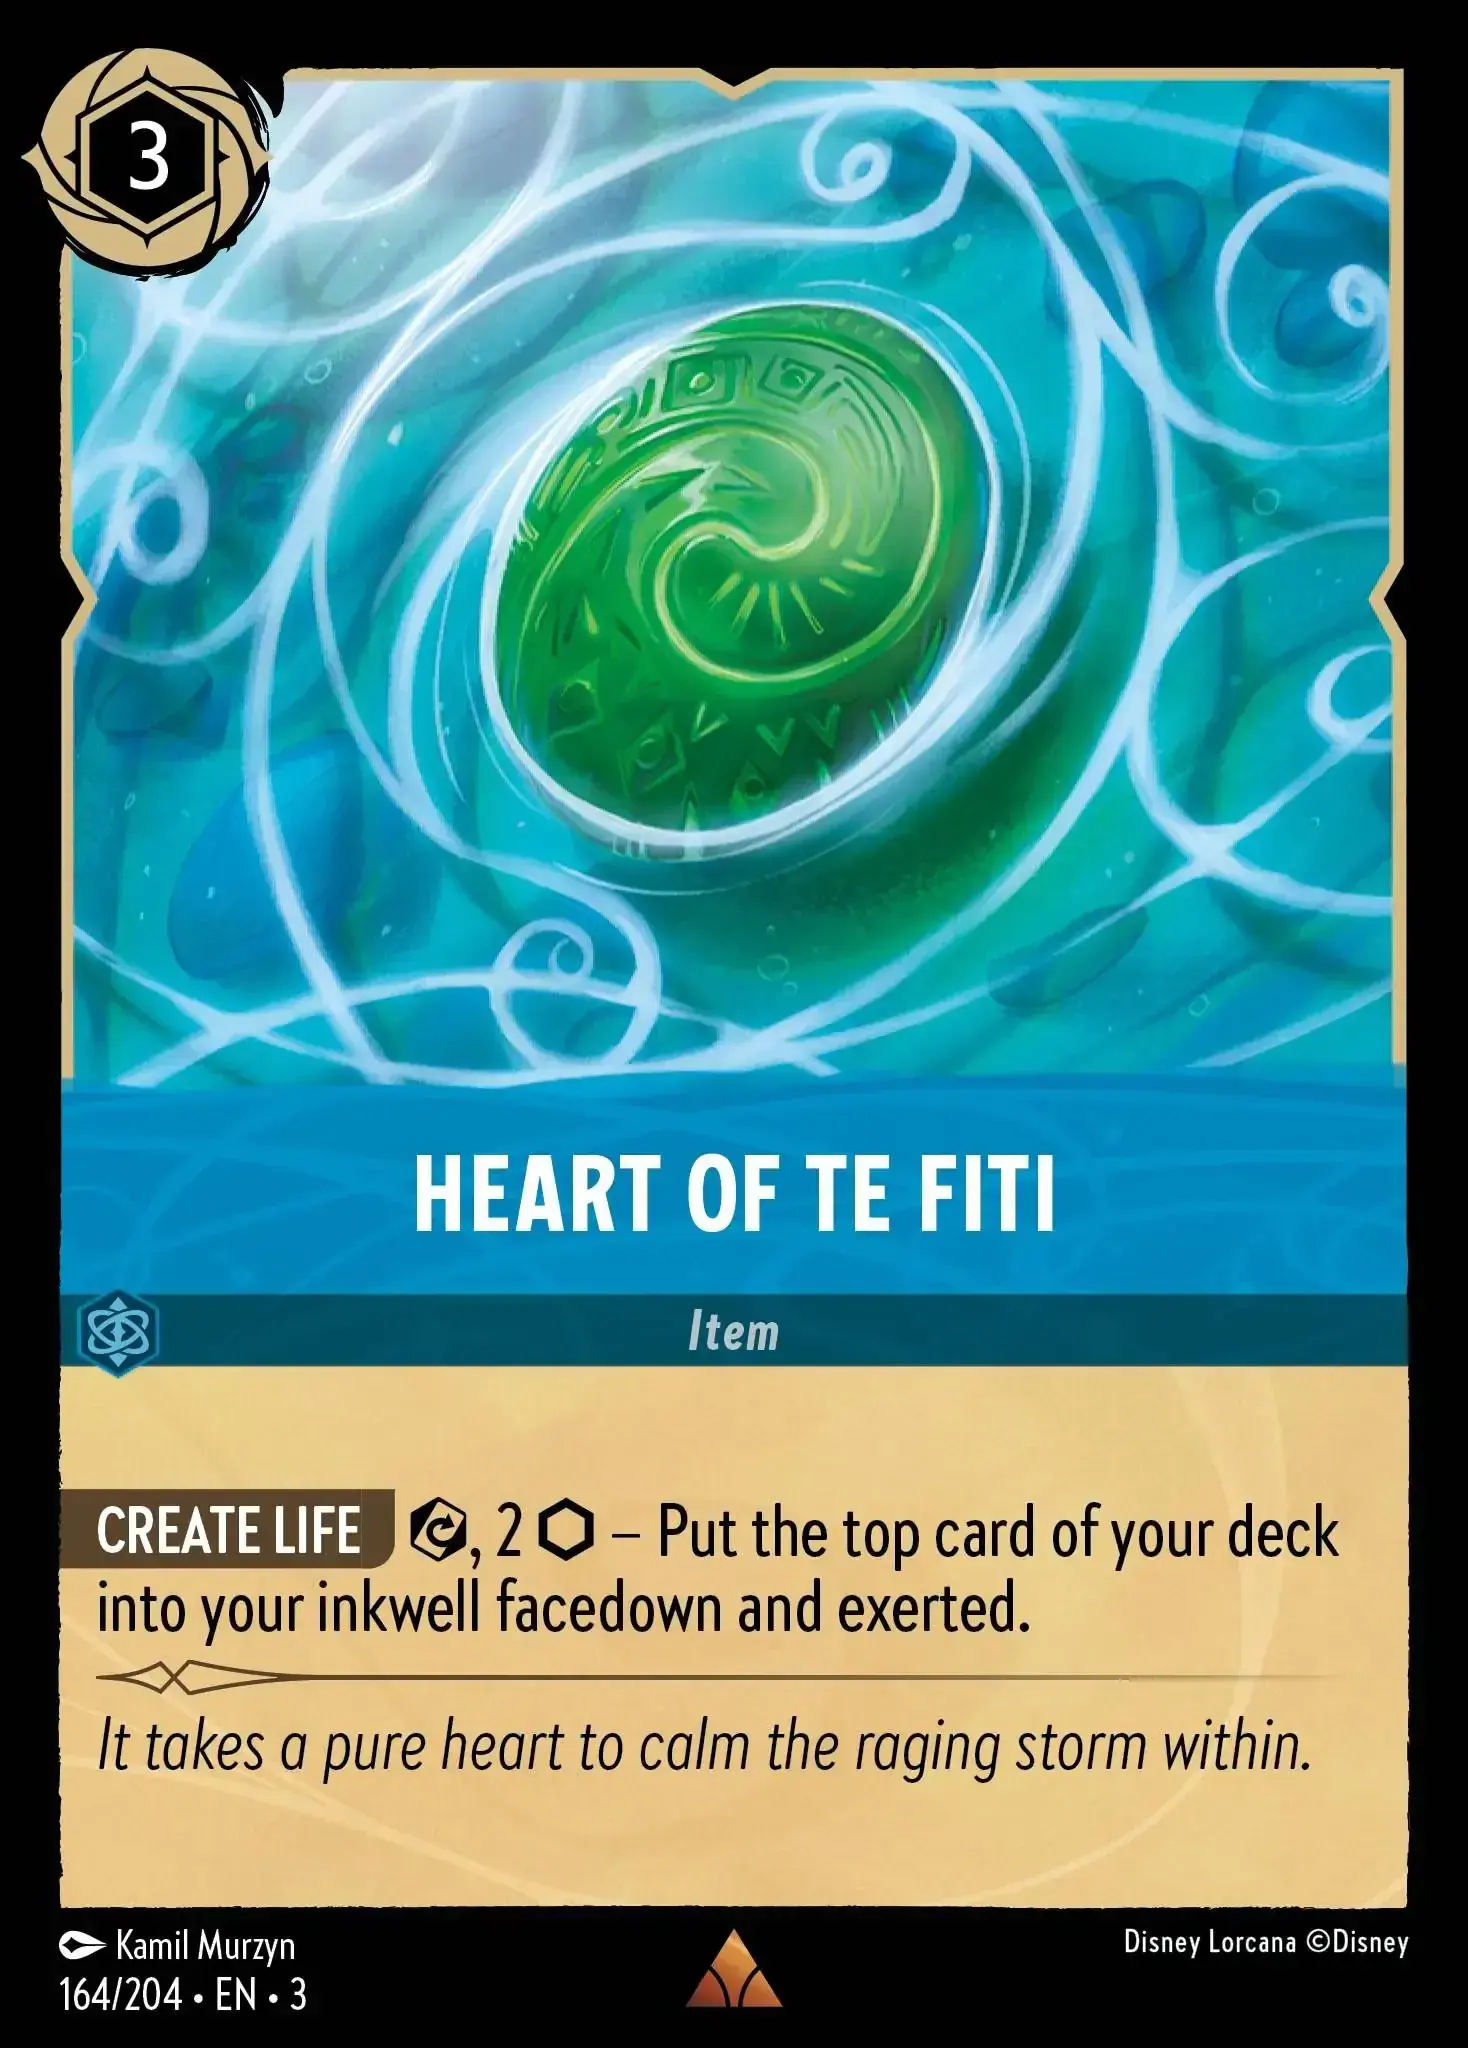 3
HEART OF TE FITI
Item
CREATE LIFE , 2 – Put the top card of your deck
into your inkwell facedown and exerted.
It takes a pure heart to calm the raging storm within.
Kamil Murzyn
Disney Lorcana ©Disney
164/204 • EN • 3